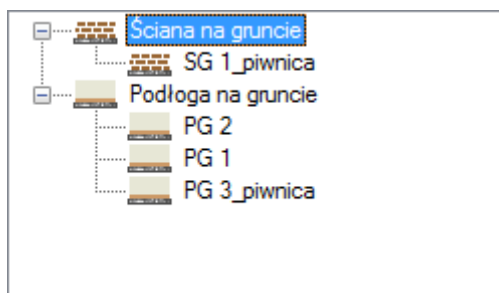 Ściana na gruncie
SG 1_piwnica
Podłoga na gruncie
PG 2
PG 1
PG 3_piwnica